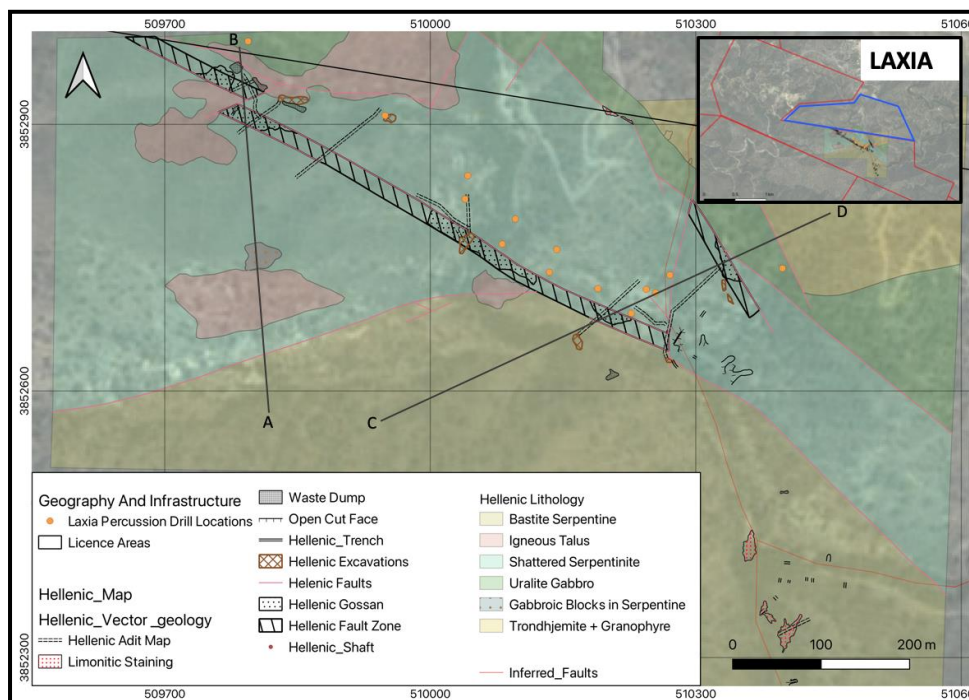 509700
510000
510300
5106
B
LAXIA
3852900
D
3852600
A
C
Geography And Infrastructure
Laxia Percussion Drill Locations
Licence Areas
Hellenic_Map
Hellenic_Vector_geology
Hellenic Adit Map
Limonitic Staining
Waste Dump
Open Cut Face
Hellenic_Trench
Hellenic Excavations
Helenic Faults
Hellenic Gossan
Hellenic Fault Zone
Hellenic_Shaft
Hellenic Lithology
Bastite Serpentine
Igneous Talus
Shattered Serpentinite
Uralite Gabbro
Gabbroic Blocks in Serpentine
Trondhjemite + Granophyre
Inferred_Faults
0 100 200 m
3852300
509700
510000
510300
5106